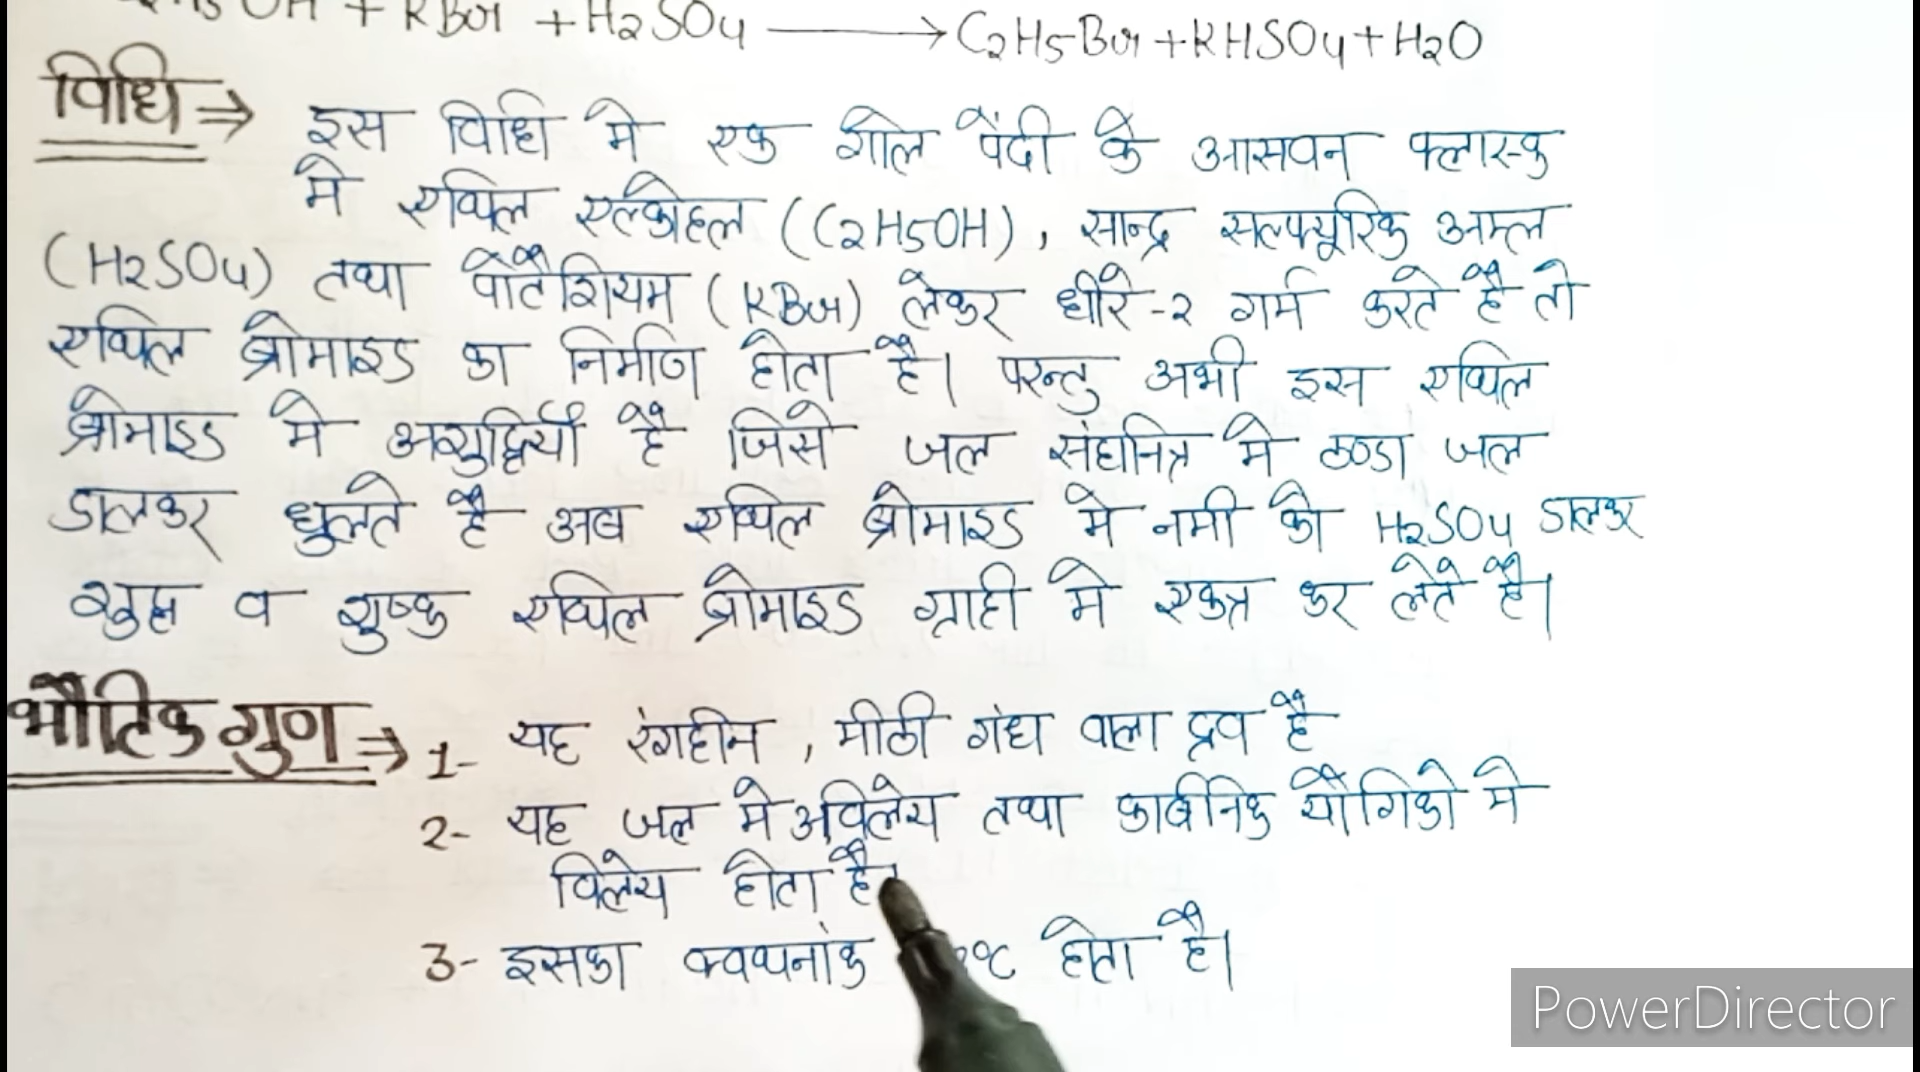 H5OH + KBr + H2SO4 ⟶ C2H5-Br + KHSO4 + H2O
विधि ⇒ इस विधि मे एक गोल पेंदी के आसवन फ्लास्क
मे एथिल एल्कोहल (C2H5OH), सान्द्र सल्फ्यूरिक अम्ल
(H2SO4) तथा पोटैशियम (KBr) लेकर धीरे-२ गर्म करते है तो
एथिल ब्रोमाइड का निर्माण होता है। परन्तु अभी इस एथिल
ब्रोमाइड मे अशुद्धियाँ है जिसे जल संघनित्र मे ठण्डा जल
डालकर धुलते है अब एथिल ब्रोमाइड मे नमी को H2SO4 डालकर
शुद्ध व शुष्क एथिल ब्रोमाइड ग्राही मे एकत्र कर लेते है।
भौतिक गुण ⇒ 1- यह रंगहीन, मीठी गंध वाला द्रव है
2- यह जल मे अविलेय तथा कार्बनिक यौगिको मे
विलेय होता है
3- इसका क्वथनांक °C होता है।
PowerDirector